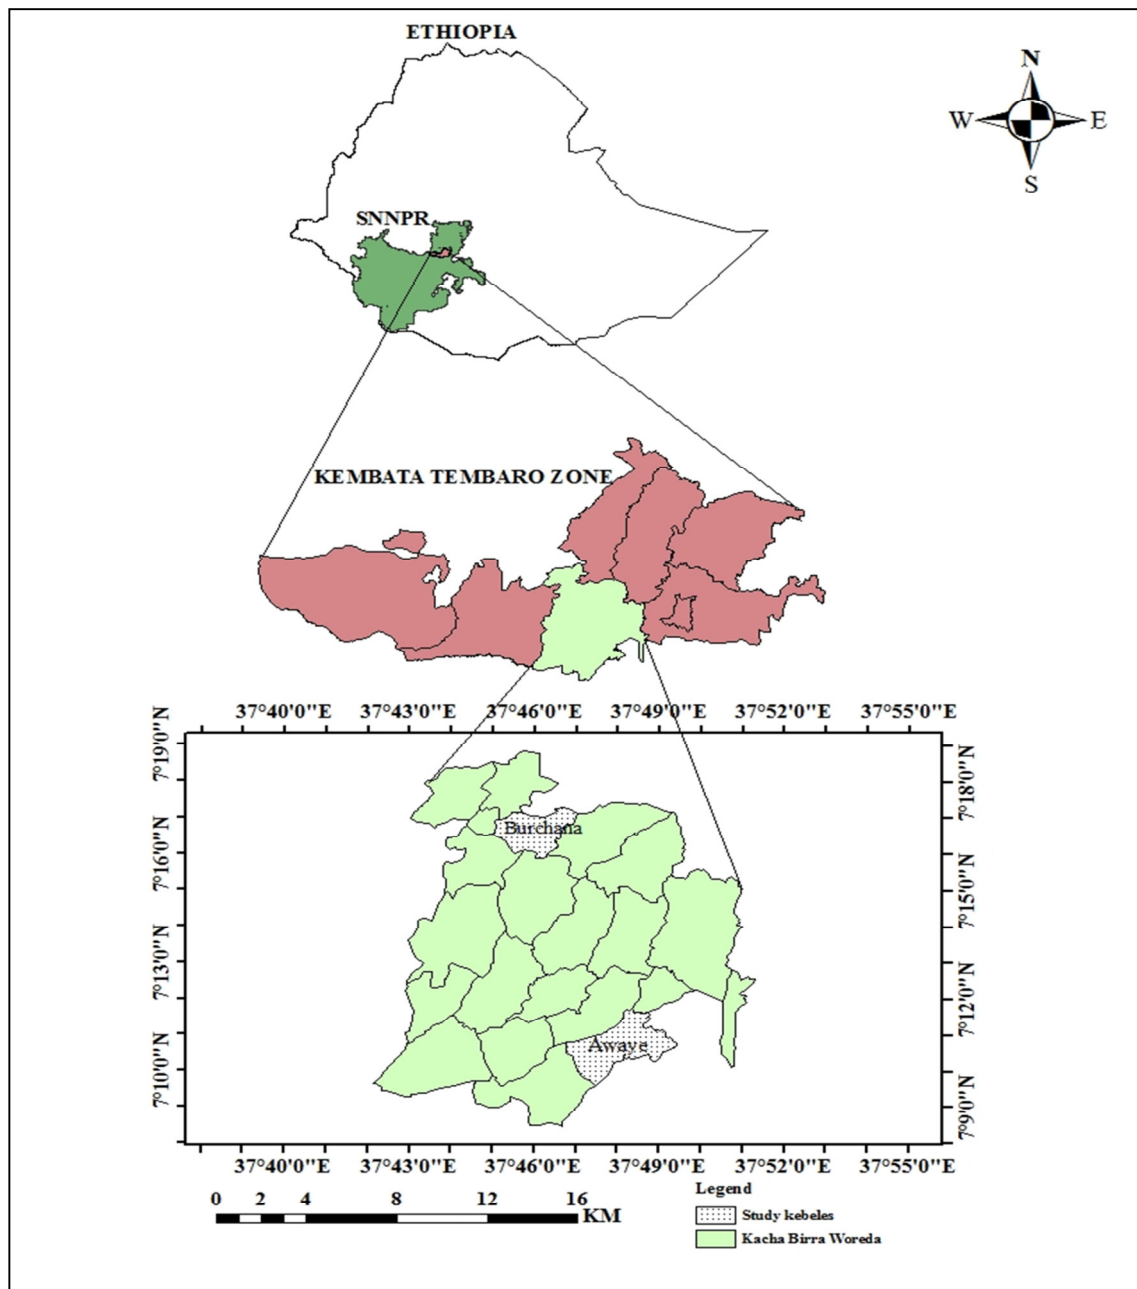 ETHIOPIA
N
W E
S
SNNPR
KEMBATA TEMBARO ZONE
37°40'0"E 37°43'0"E 37°46'0"E 37°49'0"E 37°52'0"E 37°55'0"E
7°19'0"N
7°18'0"N
Burchana
7°16'0"N
7°15'0"N
7°13'0"N
7°12'0"N
Awaye
7°10'0"N
7°9'0"N
7°9'0"N
37°40'0"E 37°43'0"E 37°46'0"E 37°49'0"E 37°52'0"E 37°55'0"E
Legend
0 2 4 8 12 16
KM
Study kebeles
Kacha Birra Woreda